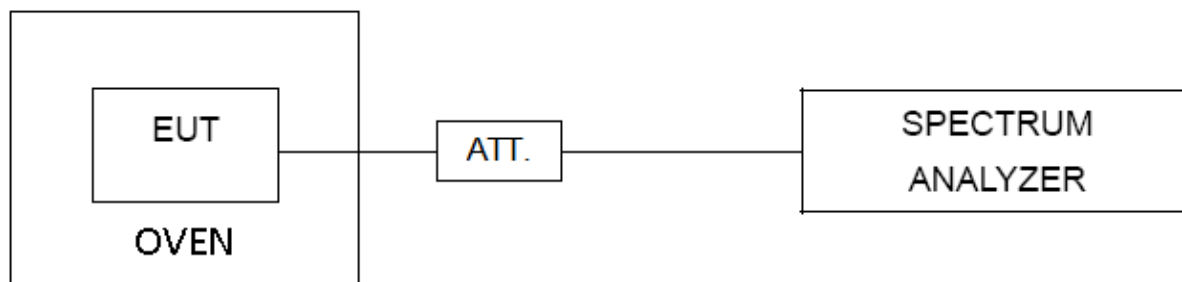 EUT
OVEN
ATT.
SPECTRUM
ANALYZER